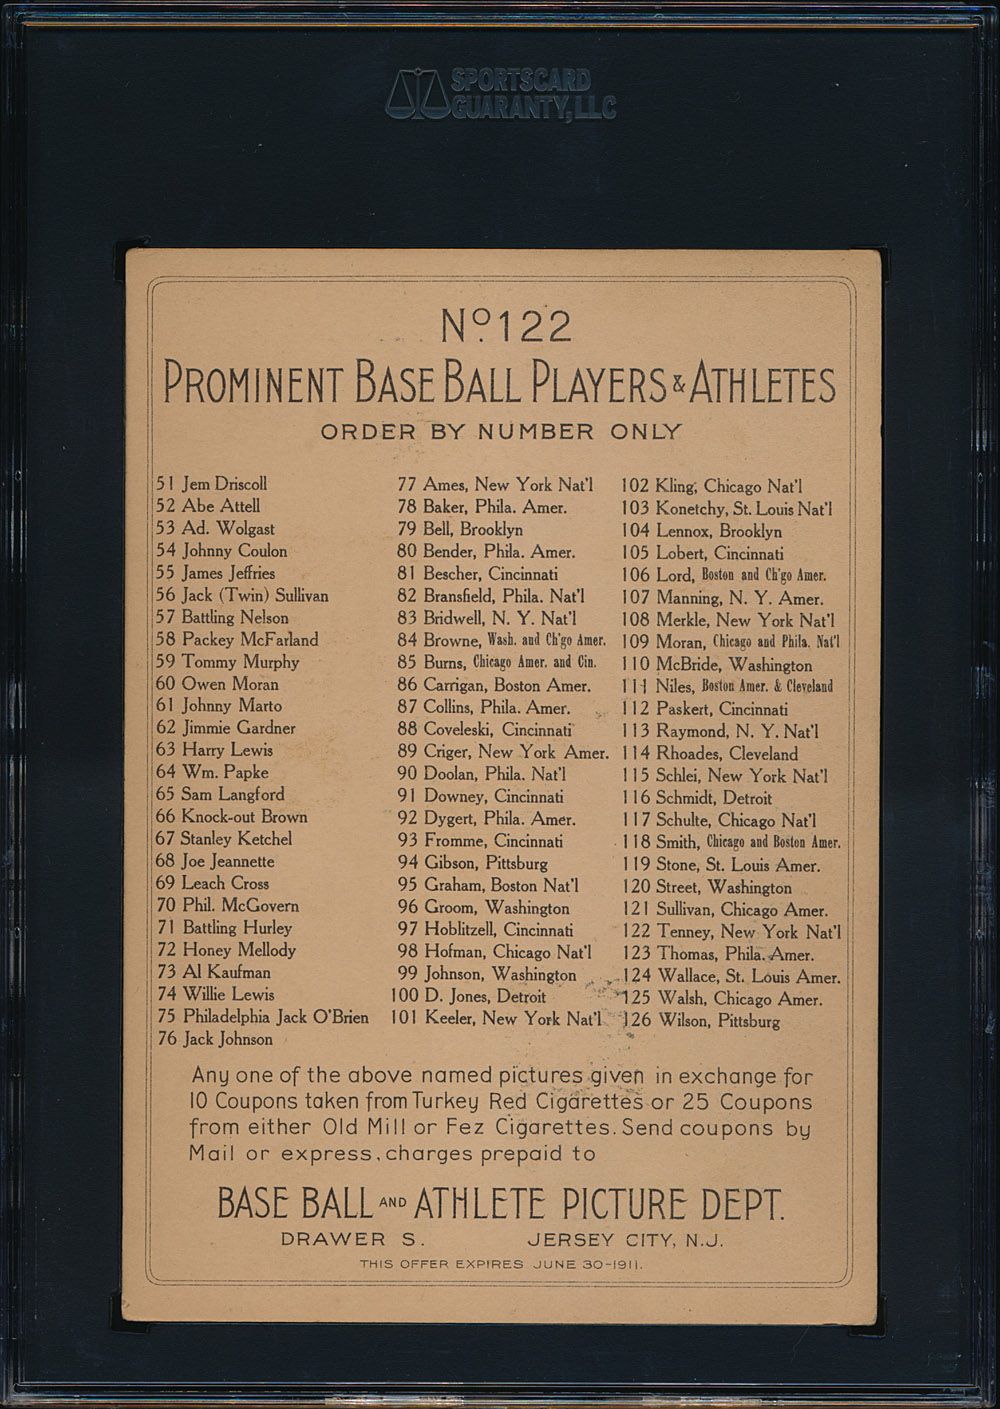 SPORTSCARD
GUARANTY, LLC
Nº 122
PROMINENT BASE BALL PLAYERS & ATHLETES
ORDER BY NUMBER ONLY
51 Jem Driscoll
52 Abe Attell
53 Ad. Wolgast
54 Johnny Coulon
55 James Jeffries
56 Jack (Twin) Sullivan
57 Battling Nelson
58 Packey McFarland
59 Tommy Murphy
60 Owen Moran
61 Johnny Marto
62 Jimmie Gardner
63 Harry Lewis
64 Wm. Papke
65 Sam Langford
66 Knock-out Brown
67 Stanley Ketchel
68 Joe Jeannette
69 Leach Cross
70 Phil. McGovern
71 Battling Hurley
72 Honey Mellody
73 Al Kaufman
74 Willie Lewis
75 Philadelphia Jack O'Brien
76 Jack Johnson
77 Ames, New York Nat'l
78 Baker, Phila. Amer.
79 Bell, Brooklyn
80 Bender, Phila. Amer.
81 Bescher, Cincinnati
82 Bransfield, Phila. Nat'l
83 Bridwell, N. Y. Nat'l
84 Browne, Wash. and Ch'go Amer.
85 Burns, Chicago Amer. and Cin.
86 Carrigan, Boston Amer.
87 Collins, Phila. Amer.
88 Coveleski, Cincinnati
89 Criger, New York Amer.
90 Doolan, Phila. Nat'l
91 Downey, Cincinnati
92 Dygert, Phila. Amer.
93 Fromme, Cincinnati
94 Gibson, Pittsburg
95 Graham, Boston Nat'l
96 Groom, Washington
97 Hoblitzell, Cincinnati
98 Hofman, Chicago Nat'l
99 Johnson, Washington
100 D. Jones, Detroit
101 Keeler, New York Nat'l
102 Kling, Chicago Nat'l
103 Konetchy, St. Louis Nat'l
104 Lennox, Brooklyn
105 Lobert, Cincinnati
106 Lord, Boston and Ch'go Amer.
107 Manning, N. Y. Amer.
108 Merkle, New York Nat'l
109 Moran, Chicago and Phila. Nat'l
110 McBride, Washington
111 Niles, Boston Amer. & Cleveland
112 Paskert, Cincinnati
113 Raymond, N. Y. Nat'l
114 Rhoades, Cleveland
115 Schlei, New York Nat'l
116 Schmidt, Detroit
117 Schulte, Chicago Nat'l
118 Smith, Chicago and Boston Amer.
119 Stone, St. Louis Amer.
120 Street, Washington
121 Sullivan, Chicago Amer.
122 Tenney, New York Nat'l
123 Thomas, Phila. Amer.
124 Wallace, St. Louis Amer.
125 Walsh, Chicago Amer.
126 Wilson, Pittsburg
Any one of the above named pictures given in exchange for
10 Coupons taken from Turkey Red Cigarettes or 25 Coupons
from either Old Mill or Fez Cigarettes. Send coupons by
Mail or express, charges prepaid to
BASE BALL AND ATHLETE PICTURE DEPT.
DRAWER S. JERSEY CITY, N.J.
THIS OFFER EXPIRES JUNE 30-1911.